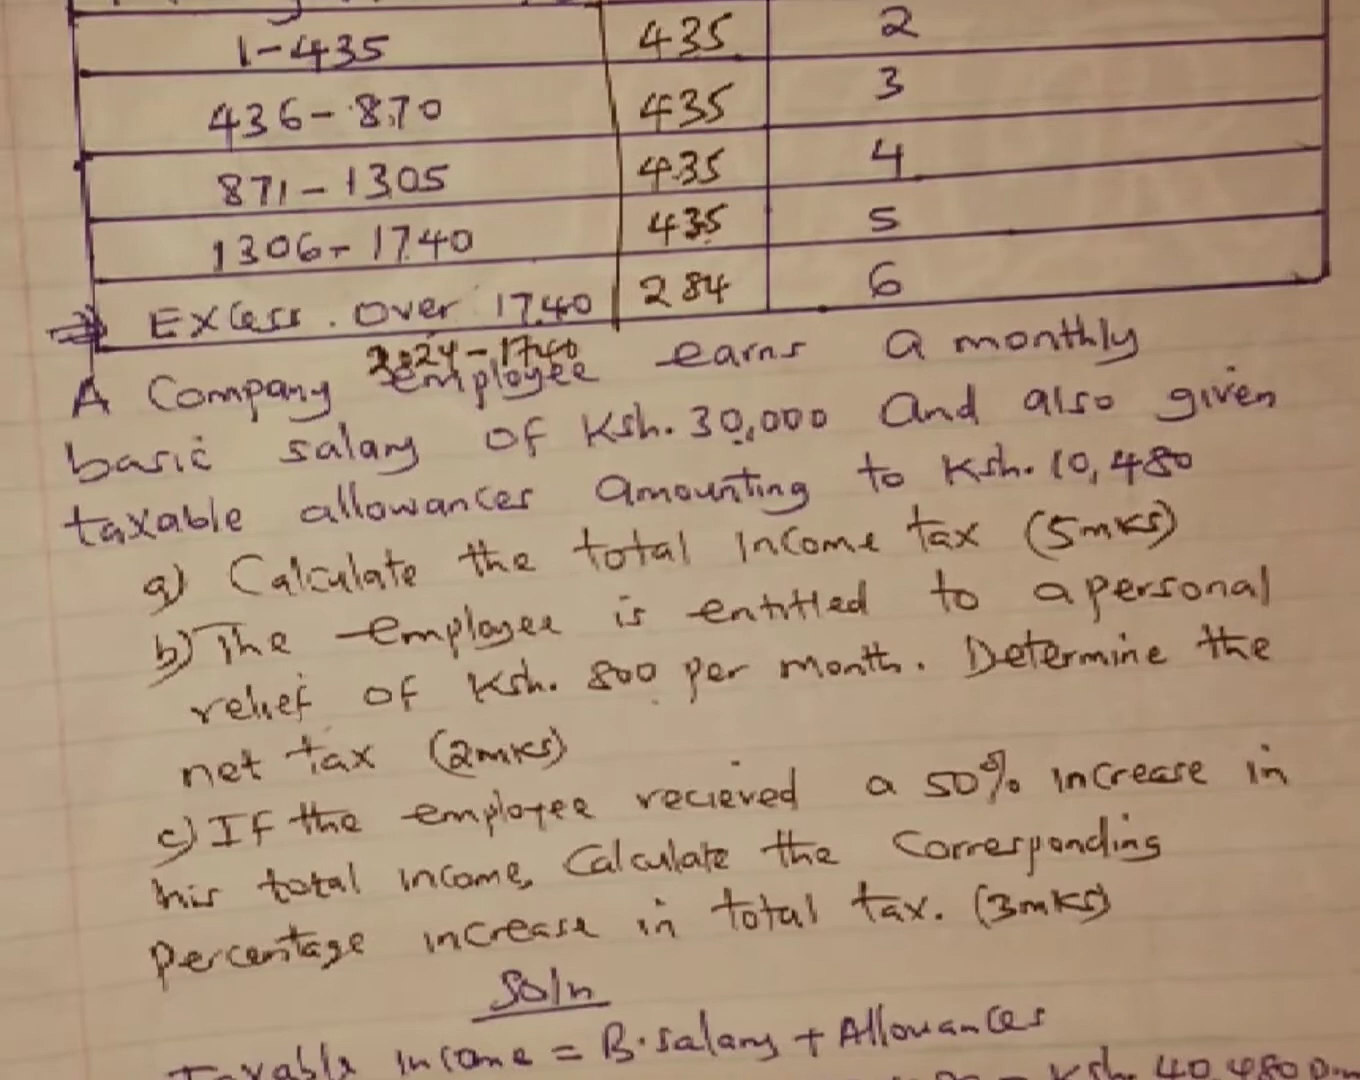 1-435 435 2
436-870 435 3
871-1305 435 4
1306-1740 435 5
Excess over 1740 284 6
2024-1740
A Company employee earns a monthly
basic salary of Ksh. 30,000 and also given
taxable allowances amounting to Ksh. 10,480
a) Calculate the total income tax (5mks)
b) The employee is entitled to a personal
relief of Ksh. 800 per month. Determine the
net tax (2mks)
c) If the employee recieved a 50% increase in
his total income, Calculate the Corresponding
percentage increase in total tax. (3mks)
Soln
Taxable income = B.salary + Allowances
= Ksh. 40,480 p.m